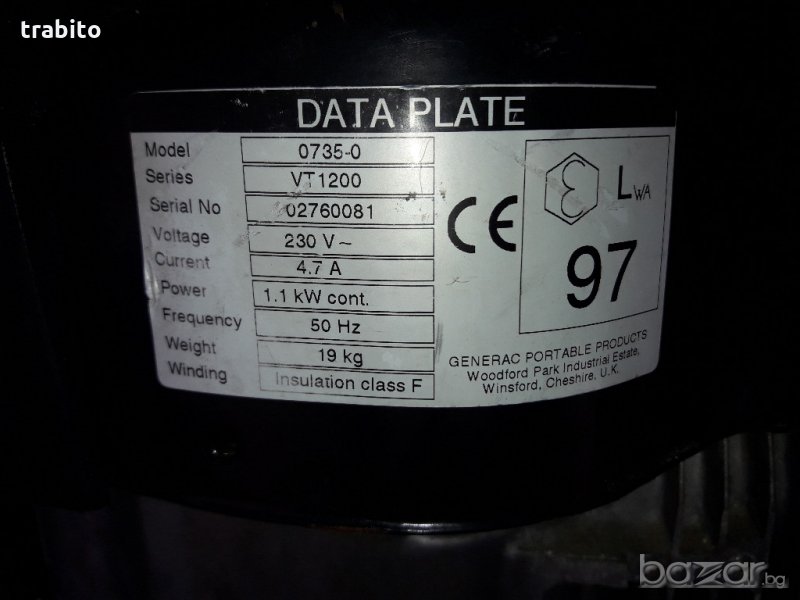 trabito
DATA PLATE
Model 0735-0
Series VT1200
Serial No 02760081
Voltage 230 V~
Current 4.7 A
Power 1.1 kW cont.
Frequency 50 Hz
Weight 19 kg
Winding Insulation class F
CE
LWA
97
GENERAC PORTABLE PRODUCTS
Woodford Park Industrial Estate,
Winsford, Cheshire, U.K.
bazar.bg